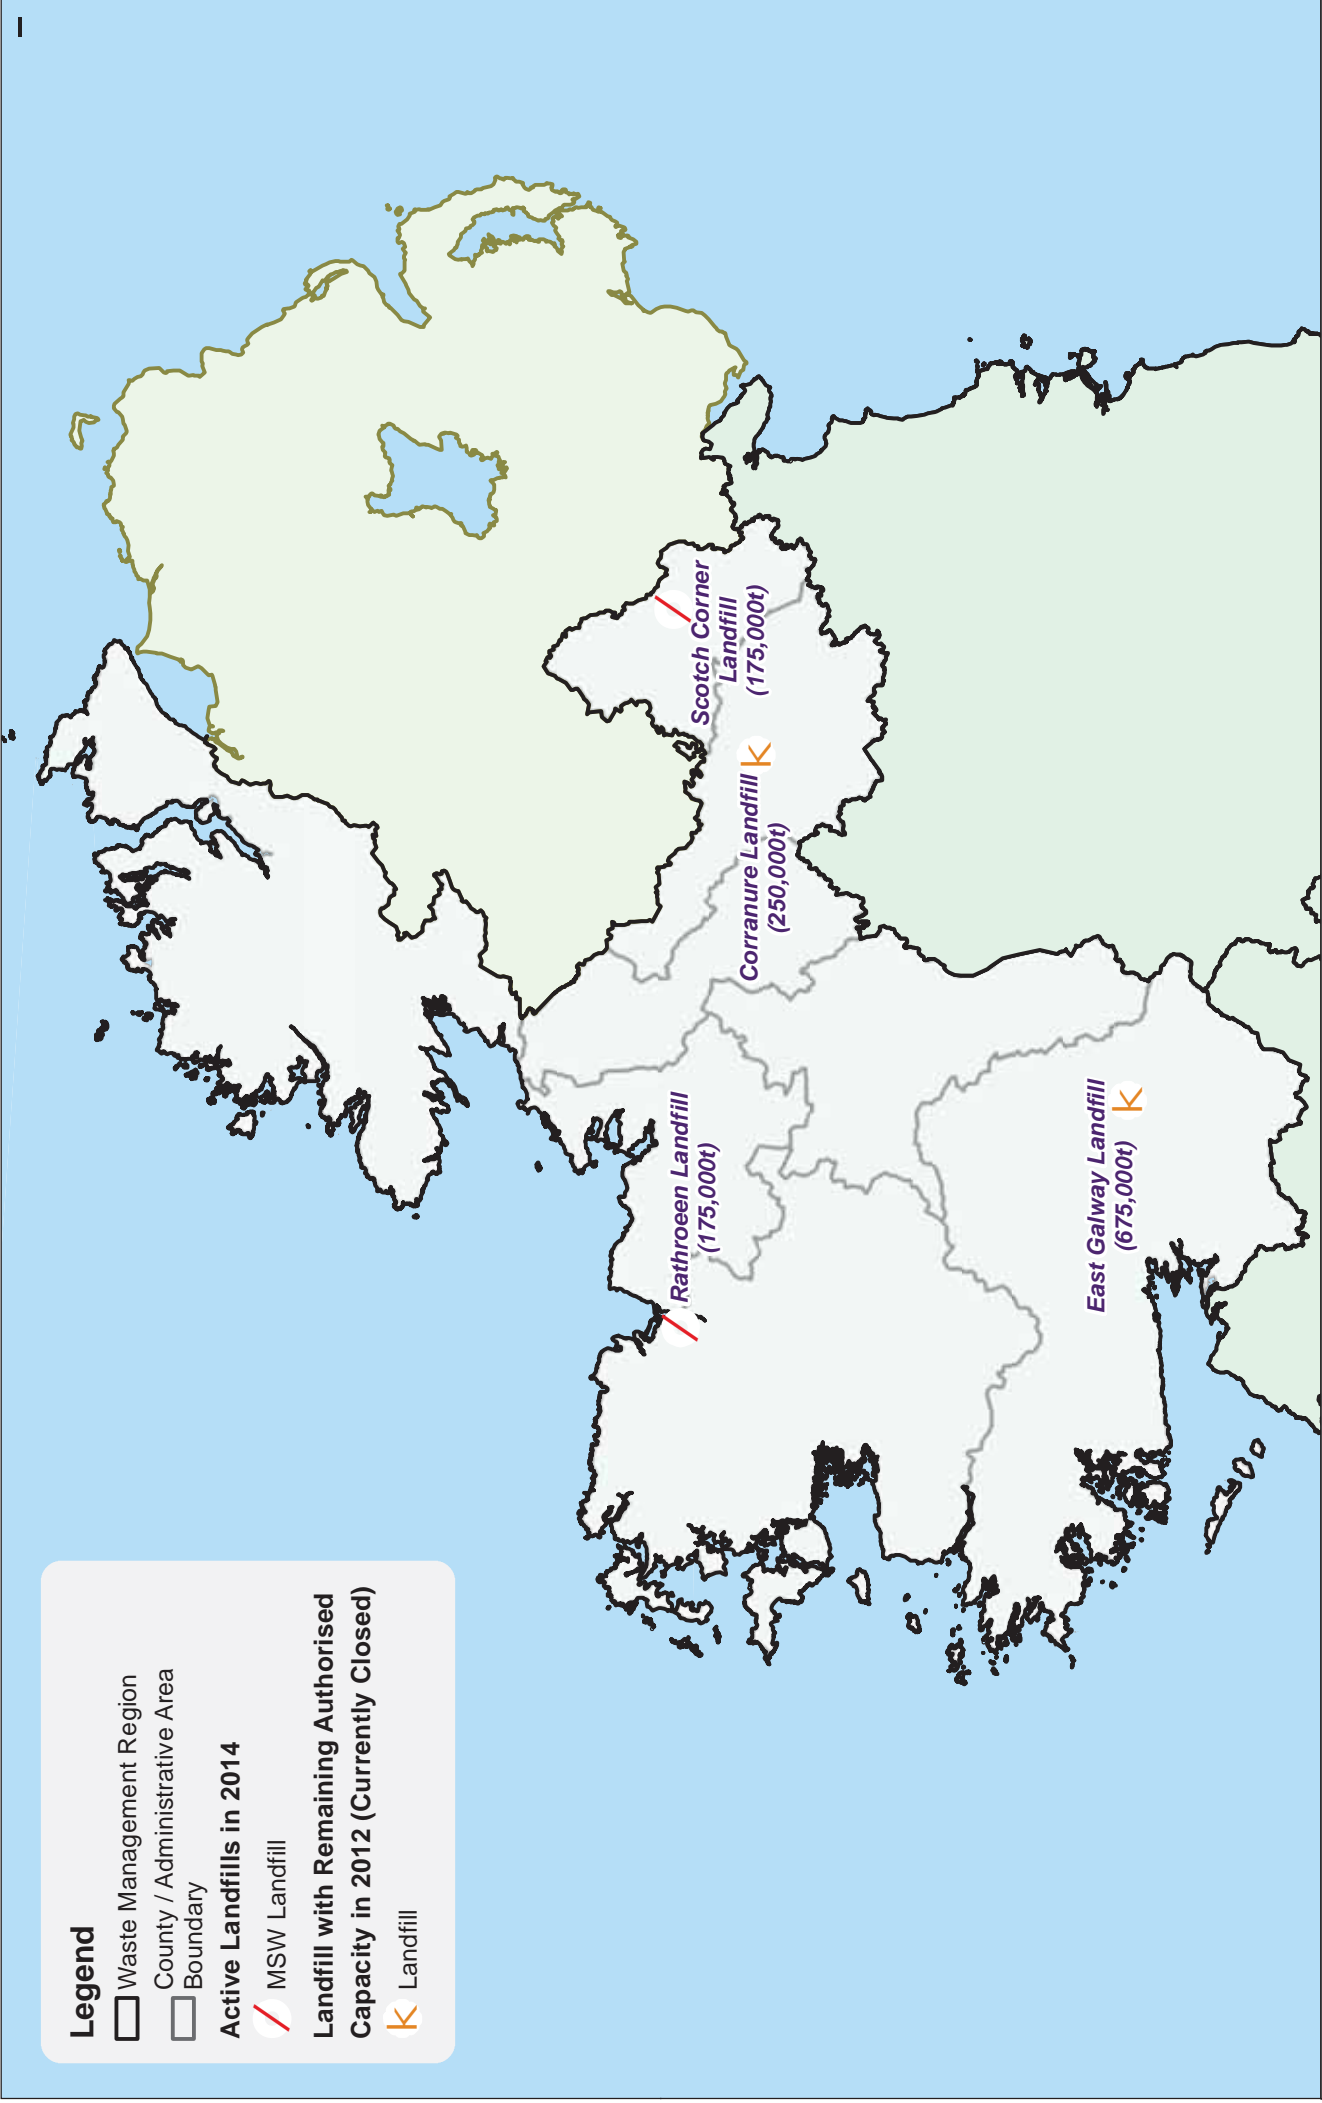 Legend
Waste Management Region
County / Administrative Area
Boundary
Active Landfills in 2014
MSW Landfill
Landfill with Remaining Authorised
Capacity in 2012 (Currently Closed)
K Landfill
Rathroeen Landfill
(175,000t)
Scotch Corner
Landfill
(175,000t)
K
Corranure Landfill
(250,000t)
East Galway Landfill
(675,000t)
K